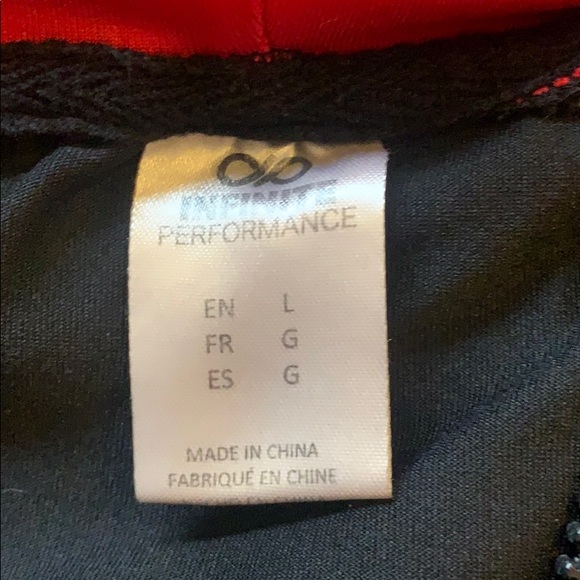 INFINITE
PERFORMANCE
EN L
FR G
ES G
MADE IN CHINA
FABRIQUÉ EN CHINE